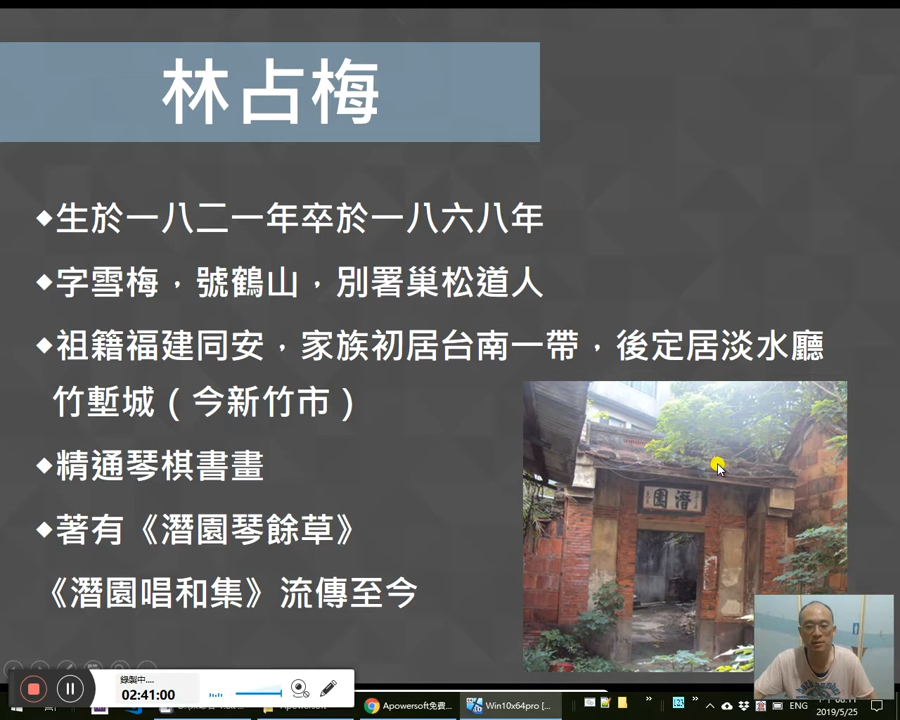 林占梅
◆生於一八二一年卒於一八六八年
◆字雪梅，號鶴山，別署巢松道人
◆祖籍福建同安，家族初居台南一帶，後定居淡水廳
竹塹城（今新竹市）
◆精通琴棋書畫
◆著有《潛園琴餘草》
《潛園唱和集》流傳至今
園潛
錄製中....
02:41:00
Apowersoft免費...
Win10x64pro [...
ENG
2019/5/25